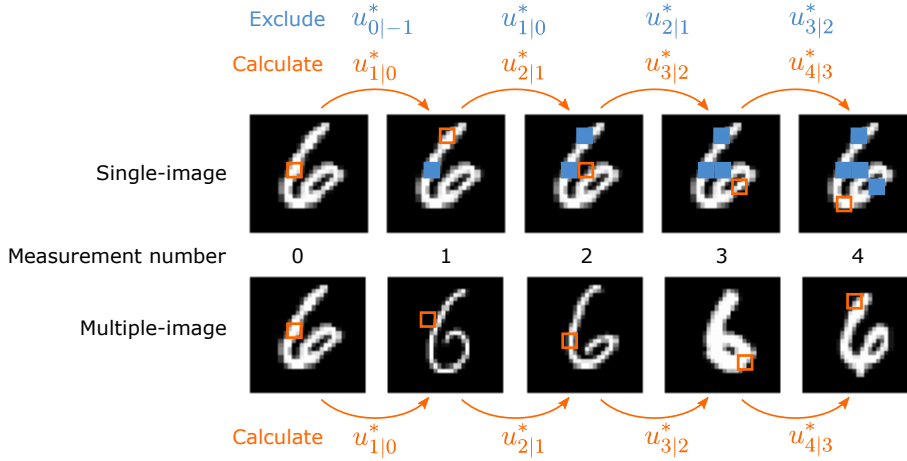 Exclude $u^*_{0|-1}$ $u^*_{1|0}$ $u^*_{2|1}$ $u^*_{3|2}$
Calculate $u^*_{1|0}$ $u^*_{2|1}$ $u^*_{3|2}$ $u^*_{4|3}$
Single-image
Measurement number 0 1 2 3 4
Multiple-image
Calculate $u^*_{1|0}$ $u^*_{2|1}$ $u^*_{3|2}$ $u^*_{4|3}$